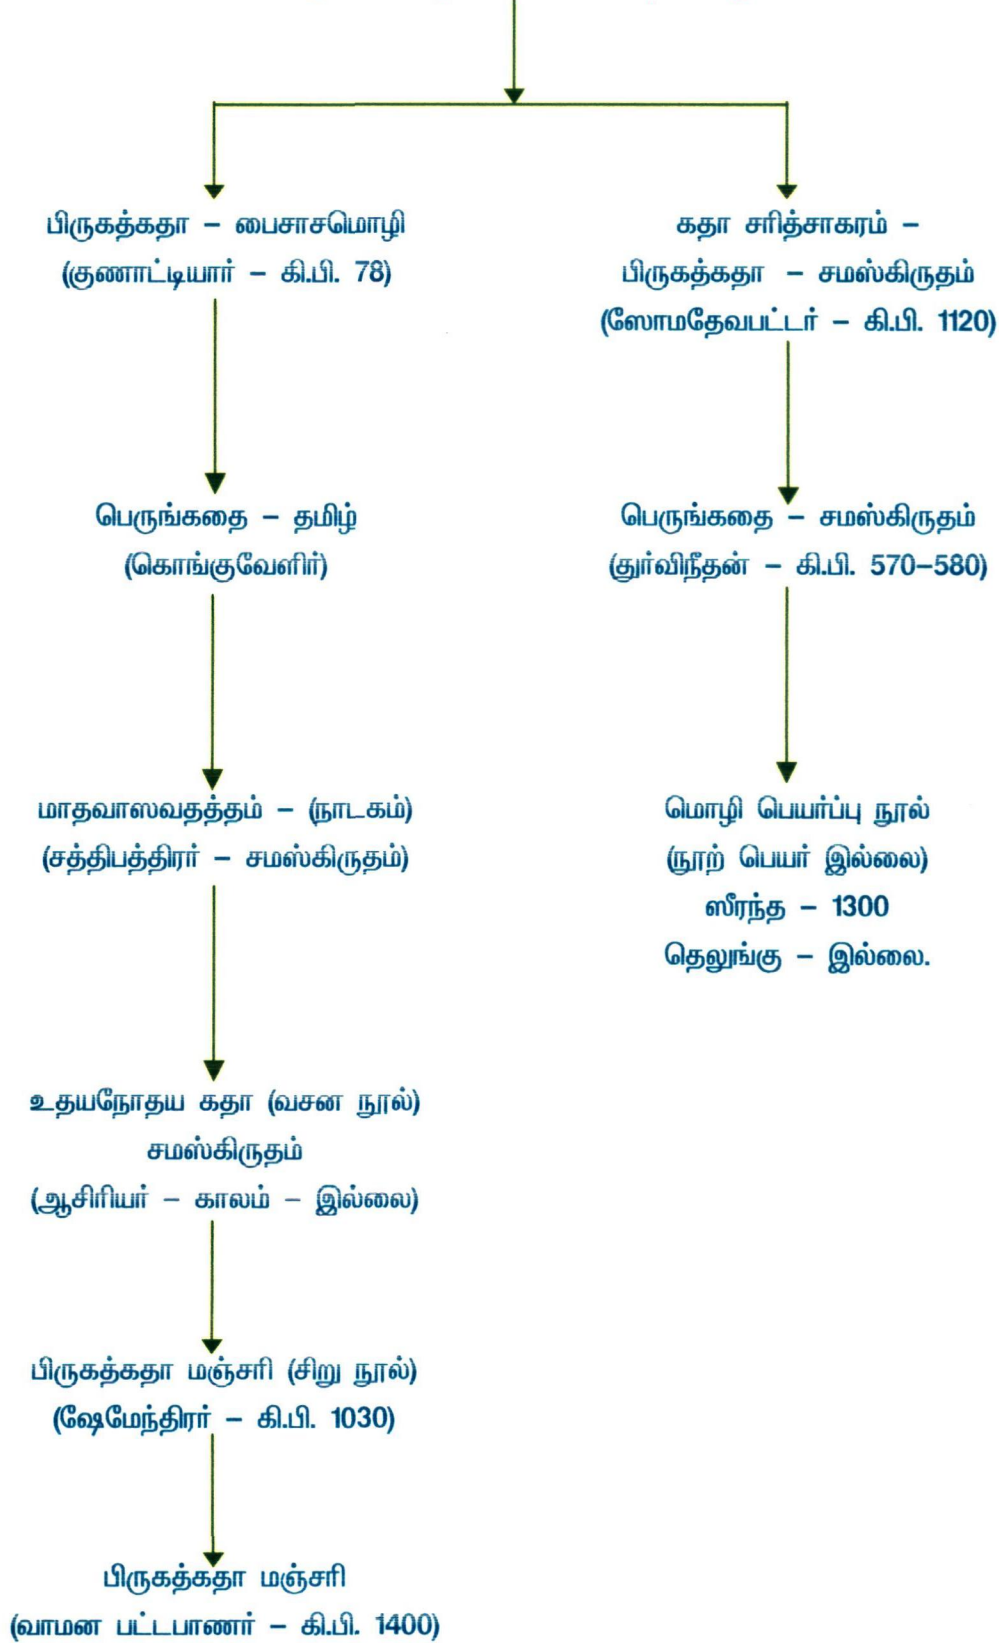 பிருகத்கதா – பைசாசமொழி
(குணாட்டியார் – கி.பி. 78)
பெருங்கதை – தமிழ்
(கொங்குவேளிர்)
மாதவாஸவதத்தம் – (நாடகம்)
(சத்திபத்திரர் – சமஸ்கிருதம்)
உதயநோதய கதா (வசன நூல்)
சமஸ்கிருதம்
(ஆசிரியர் – காலம் – இல்லை)
பிருகத்கதா மஞ்சரி (சிறு நூல்)
(ஷேமேந்திரர் – கி.பி. 1030)
பிருகத்கதா மஞ்சரி
(வாமன பட்டபாணர் – கி.பி. 1400)
கதா சரித்சாகரம் –
பிருகத்கதா – சமஸ்கிருதம்
(ஸோமதேவபட்டர் – கி.பி. 1120)
பெருங்கதை – சமஸ்கிருதம்
(துர்விநீதன் – கி.பி. 570–580)
மொழி பெயர்ப்பு நூல்
(நூற் பெயர் இல்லை)
ஸீரந்த – 1300
தெலுங்கு – இல்லை.